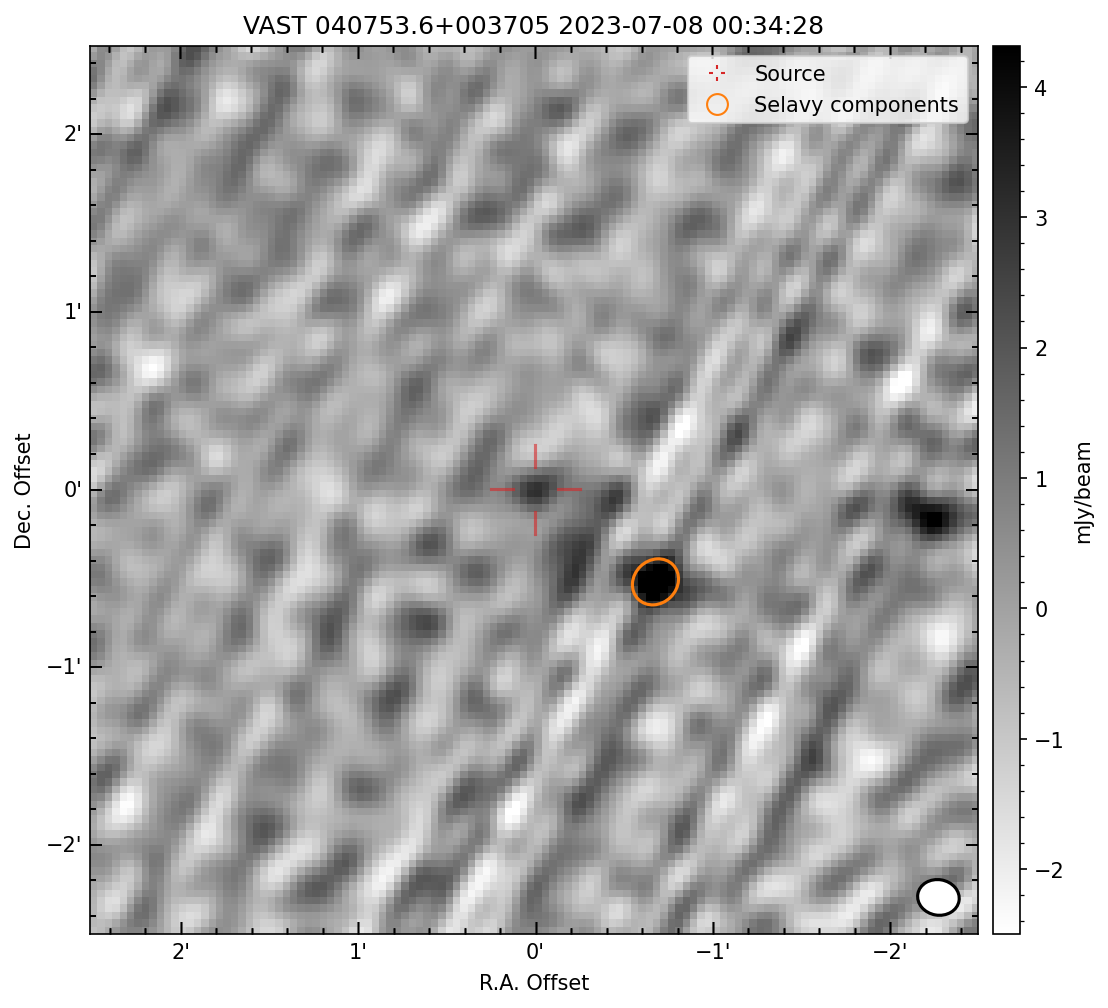 VAST 040753.6+003705 2023-07-08 00:34:28
Source
Selavy components
2'
1'
0'
−1'
−2'
Dec. Offset
2'
1'
0'
−1'
−2'
R.A. Offset
4
3
2
1
0
−1
−2
mJy/beam